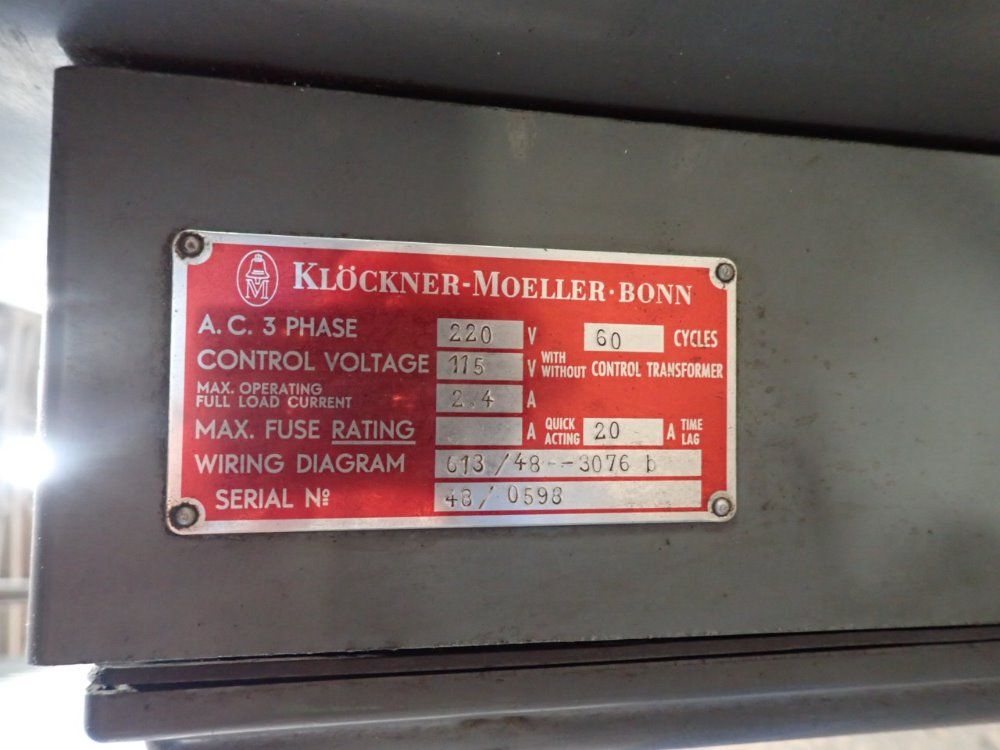 M KLÖCKNER-MOELLER·BONN
A.C. 3 PHASE 220 V 60 CYCLES
CONTROL VOLTAGE 115 V WITH WITHOUT CONTROL TRANSFORMER
MAX. OPERATING FULL LOAD CURRENT 2.4 A
MAX. FUSE RATING A QUICK ACTING 20 A TIME LAG
WIRING DIAGRAM 613/48--3076 b
SERIAL Nº 48/0598